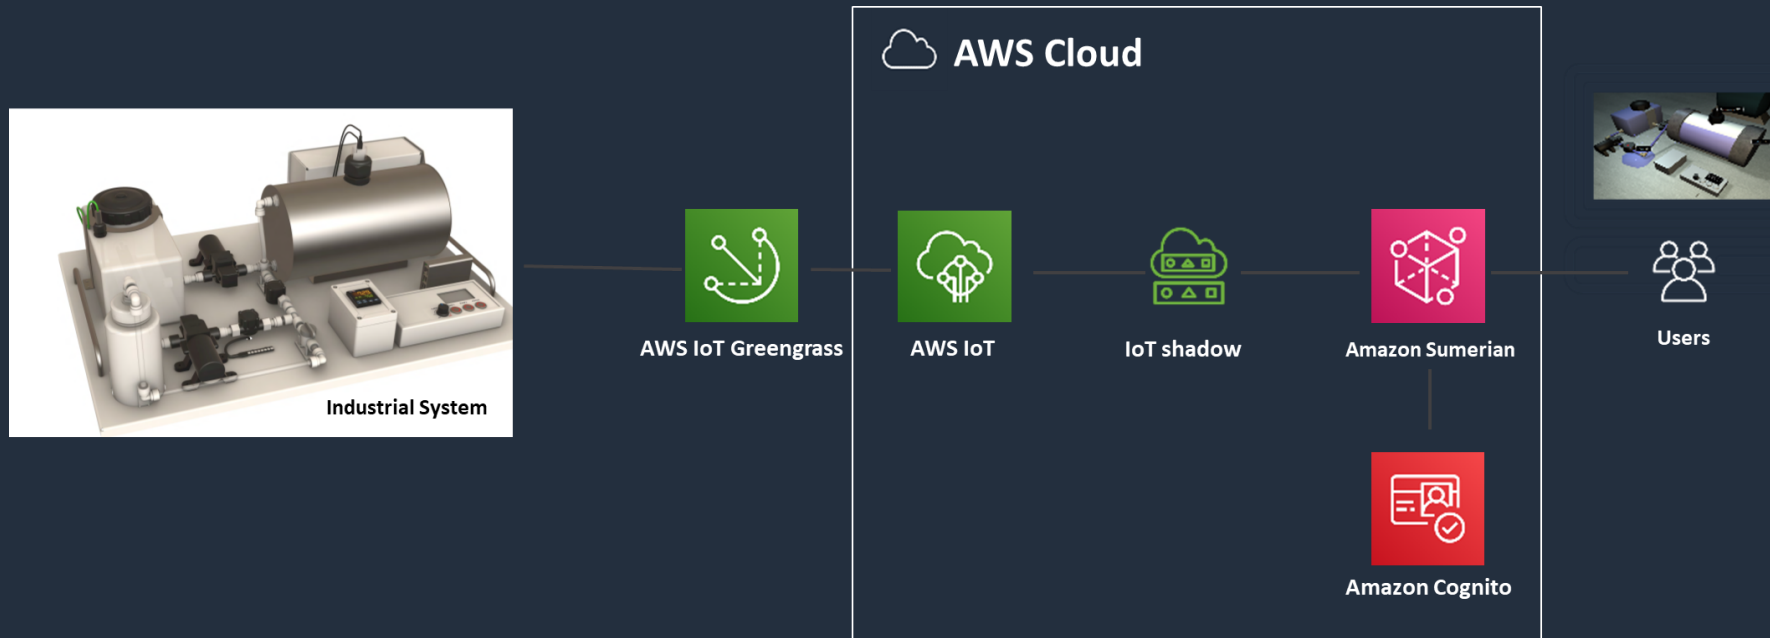 AWS Cloud
Industrial System
AWS IoT Greengrass
AWS IoT
IoT shadow
Amazon Sumerian
Users
Amazon Cognito